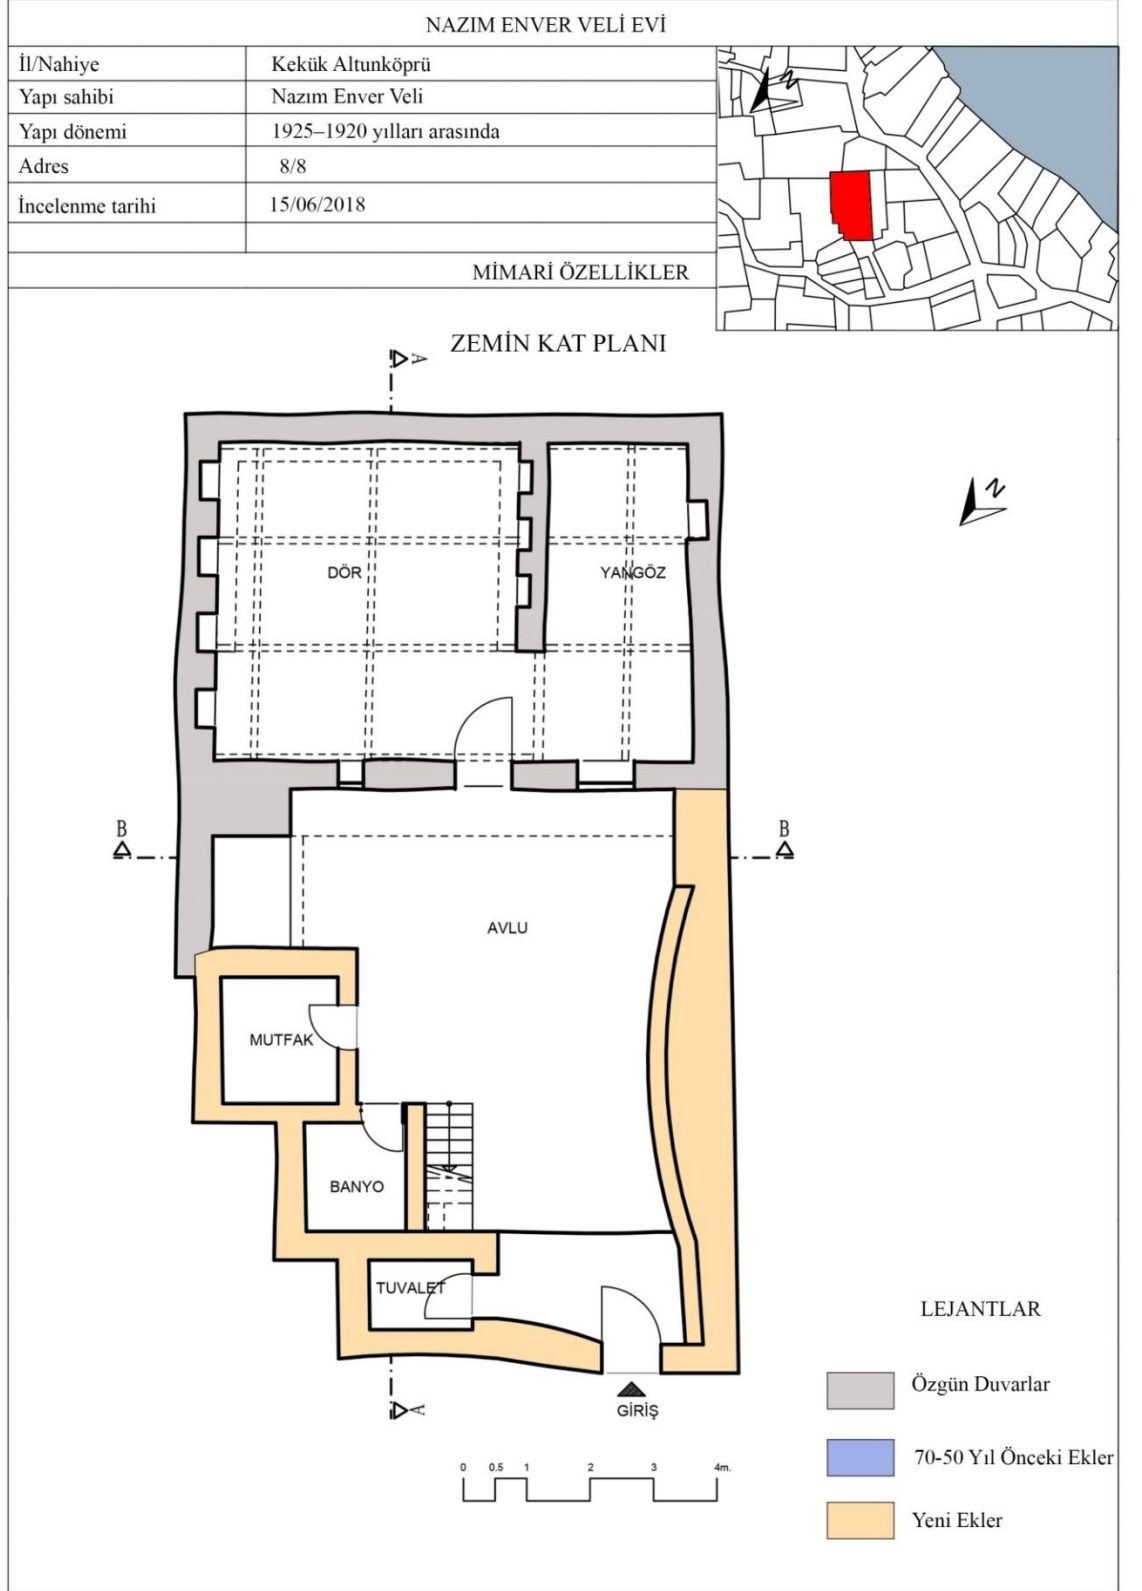 NAZIM ENVER VELİ EVİ
İl/Nahiye Kekük Altunköprü
Yapı sahibi Nazım Enver Veli
Yapı dönemi 1925–1920 yılları arasında
Adres 8/8
İncelenme tarihi 15/06/2018
N
MİMARİ ÖZELLİKLER
ZEMİN KAT PLANI
A
N
DÖR YANGÖZ
B B
AVLU
MUTFAK
BANYO
TUVALET
LEJANTLAR
Özgün Duvarlar
A
GİRİŞ
70-50 Yıl Önceki Ekler
0 0.5 1 2 3 4m.
Yeni Ekler